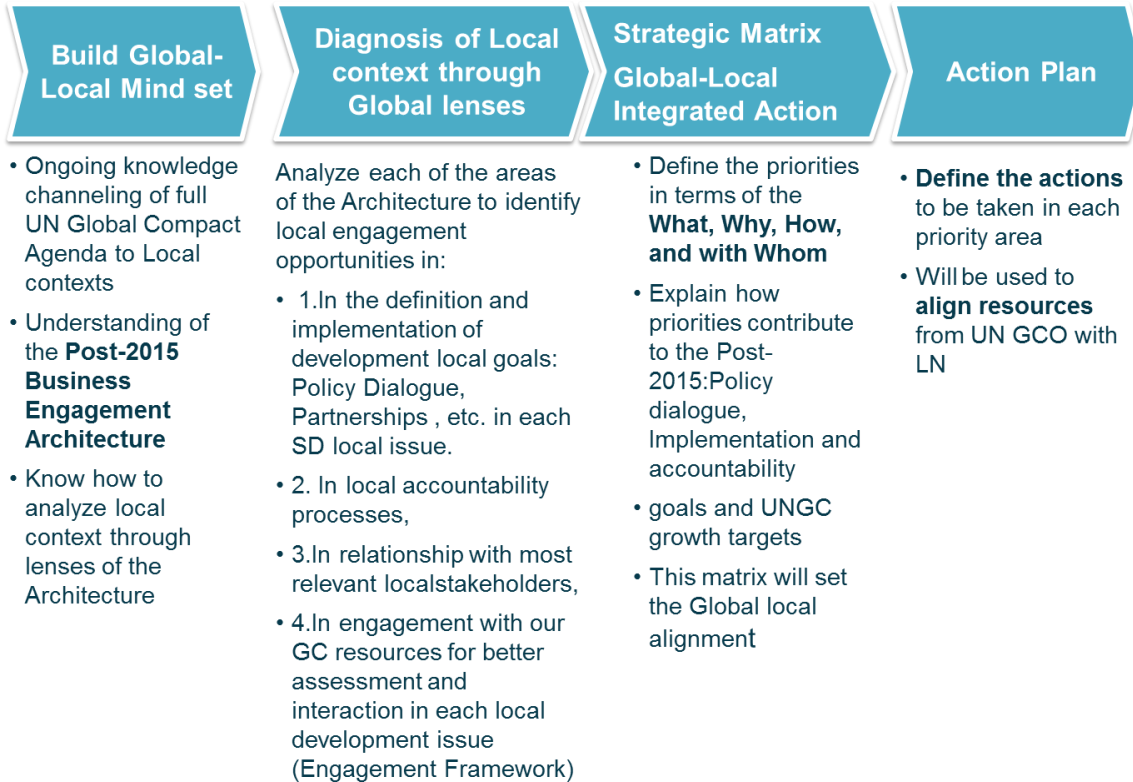 Build Global-
Local Mind set
• Ongoing knowledge
channeling of full
UN Global Compact
Agenda to Local
contexts
• Understanding of
the Post-2015
Business
Engagement
Architecture
• Know how to
analyze local
context through
lenses of the
Architecture
Diagnosis of Local
context through
Global lenses
Analyze each of the areas
of the Architecture to identify
local engagement
opportunities in:
• 1.In the definition and
implementation of
development local goals:
Policy Dialogue,
Partnerships , etc. in each
SD local issue.
• 2. In local accountability
processes,
• 3.In relationship with most
relevant localstakeholders,
• 4.In engagement with our
GC resources for better
assessment and
interaction in each local
development issue
(Engagement Framework)
Strategic Matrix
Global-Local
Integrated Action
• Define the priorities
in terms of the
What, Why, How,
and with Whom
• Explain how
priorities contribute
to the Post-
2015:Policy
dialogue,
Implementation and
accountability
• goals and UNGC
growth targets
• This matrix will set
the Global local
alignment
Action Plan
• Define the actions
to be taken in each
priority area
• Will be used to
align resources
from UN GCO with
LN